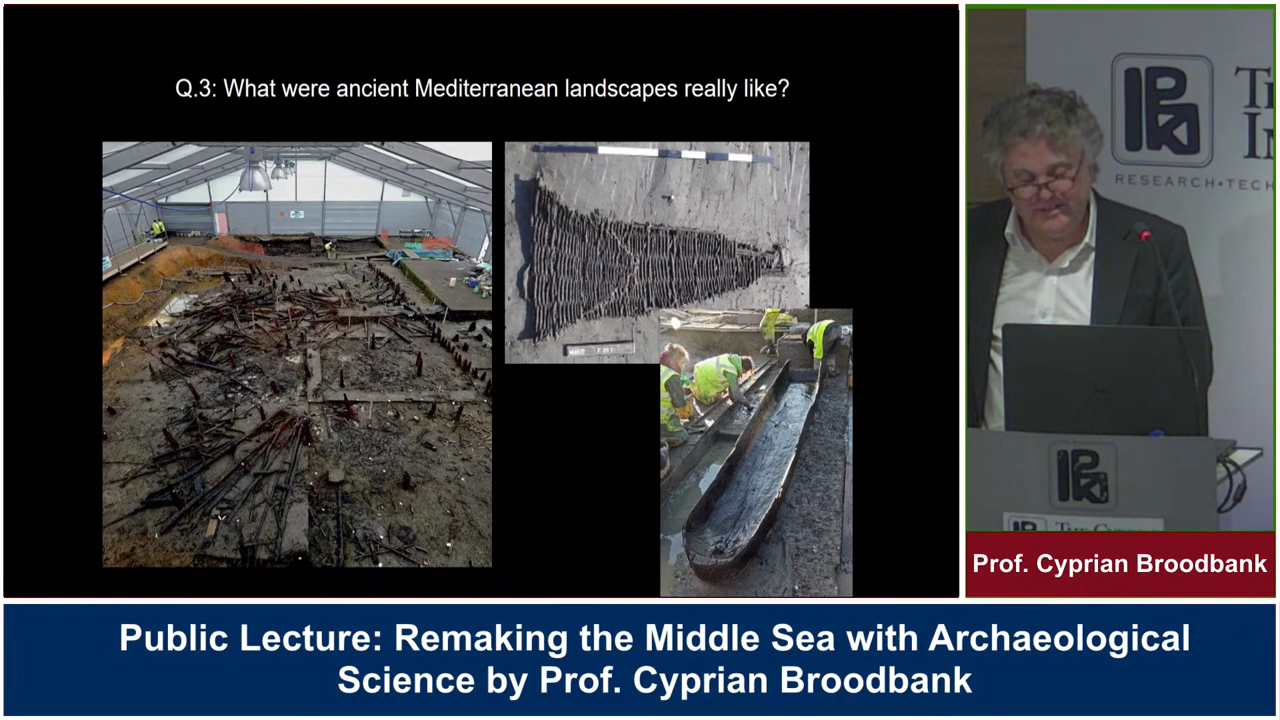 Q.3: What were ancient Mediterranean landscapes really like?
RESEARCH•TECH
Prof. Cyprian Broodbank
Public Lecture: Remaking the Middle Sea with Archaeological
Science by Prof. Cyprian Broodbank